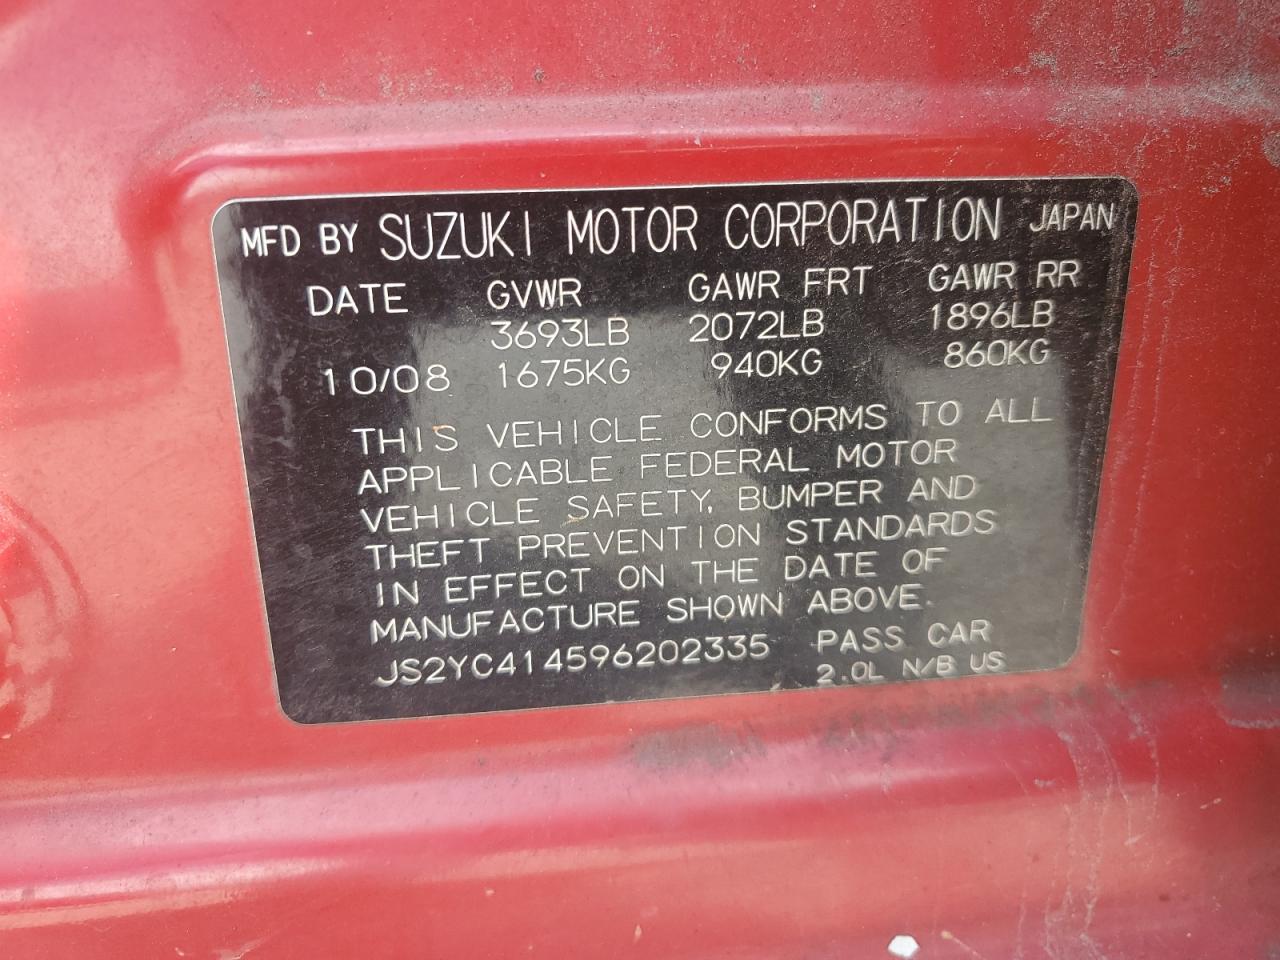 MFD BY SUZUKI MOTOR CORPORATION JAPAN
DATE GVWR GAWR FRT GAWR RR
3693LB 2072LB 1896LB
10/08 1675KG 940KG 860KG
THIS VEHICLE CONFORMS TO ALL
APPLICABLE FEDERAL MOTOR
VEHICLE SAFETY, BUMPER AND
THEFT PREVENTION STANDARDS
IN EFFECT ON THE DATE OF
MANUFACTURE SHOWN ABOVE.
JS2YC414596202335 PASS CAR
2.0L N/B US